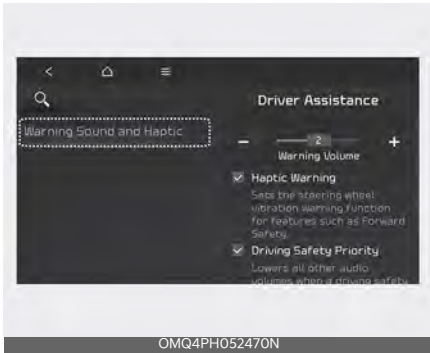 Driver Assistance
Warning Sound and Haptic
- 2 +
Warning Volume
Haptic Warning
Sets the steering wheel
vibration warning function
for features such as Forward
Safety.
Driving Safety Priority
Lowers all other audio
volumes when a driving safety
OMQ4PH052470N